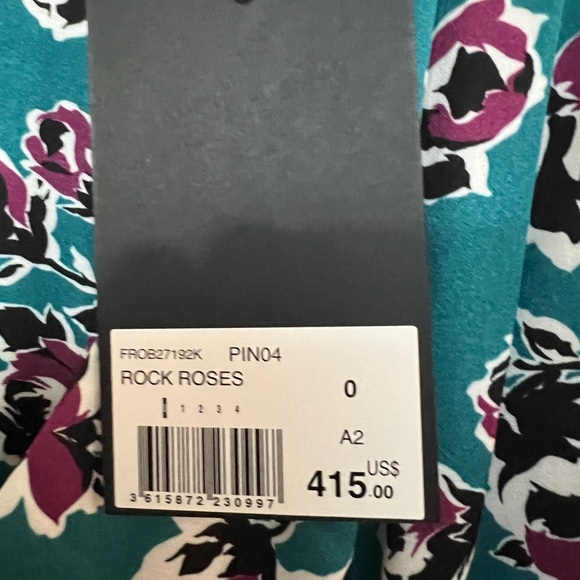 FROB27192K PIN04
ROCK ROSES
0
1 2 3 4
A2
US$
415.00
3 615872 230997